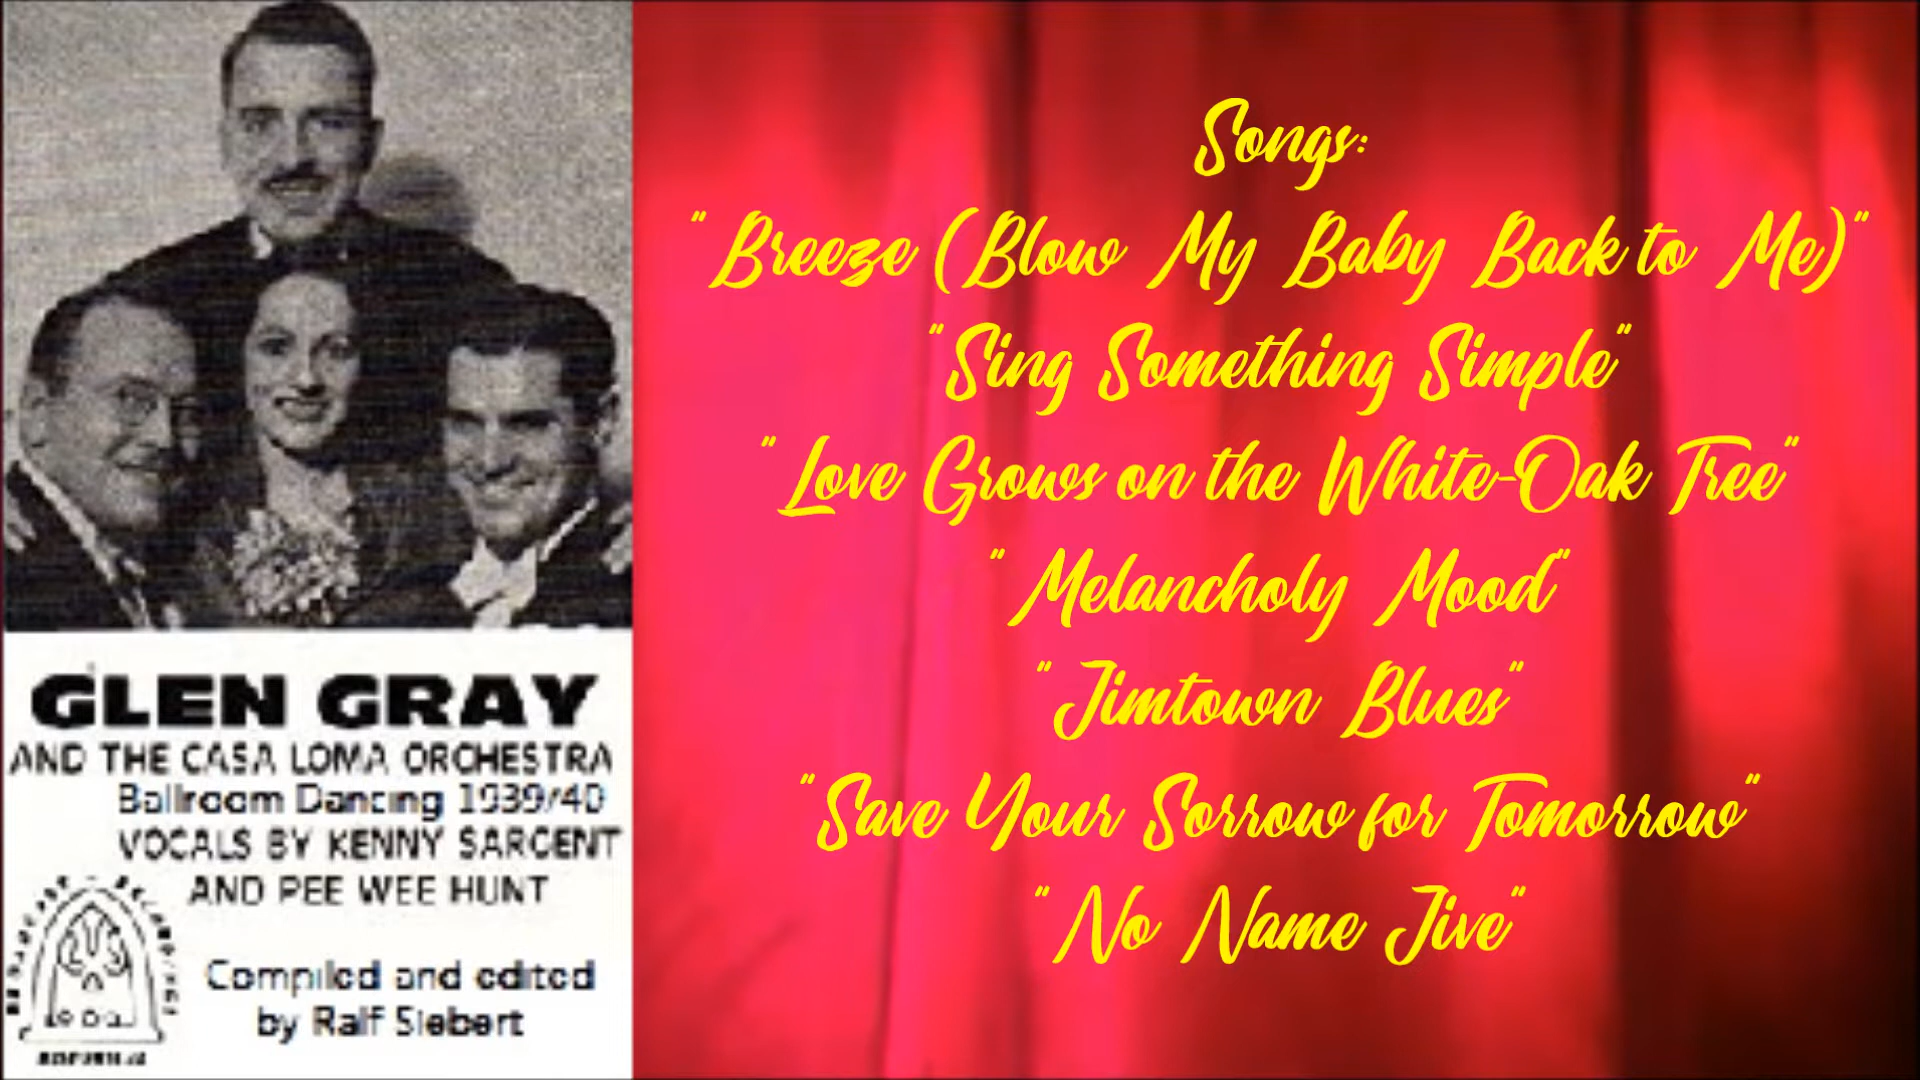 GLEN GRAY
AND THE CASA LOMA ORCHESTRA
Ballroom Dancing 1939/40
VOCALS BY KENNY SARGENT
AND PEE WEE HUNT
Compiled and edited
by Ralf Siebert
Songs:
"Breeze (Blow My Baby Back to Me)"
"Sing Something Simple"
"Love Grows on the White-Oak Tree"
"Melancholy Mood"
"Jimtown Blues"
"Save Your Sorrow for Tomorrow"
"No Name Jive"